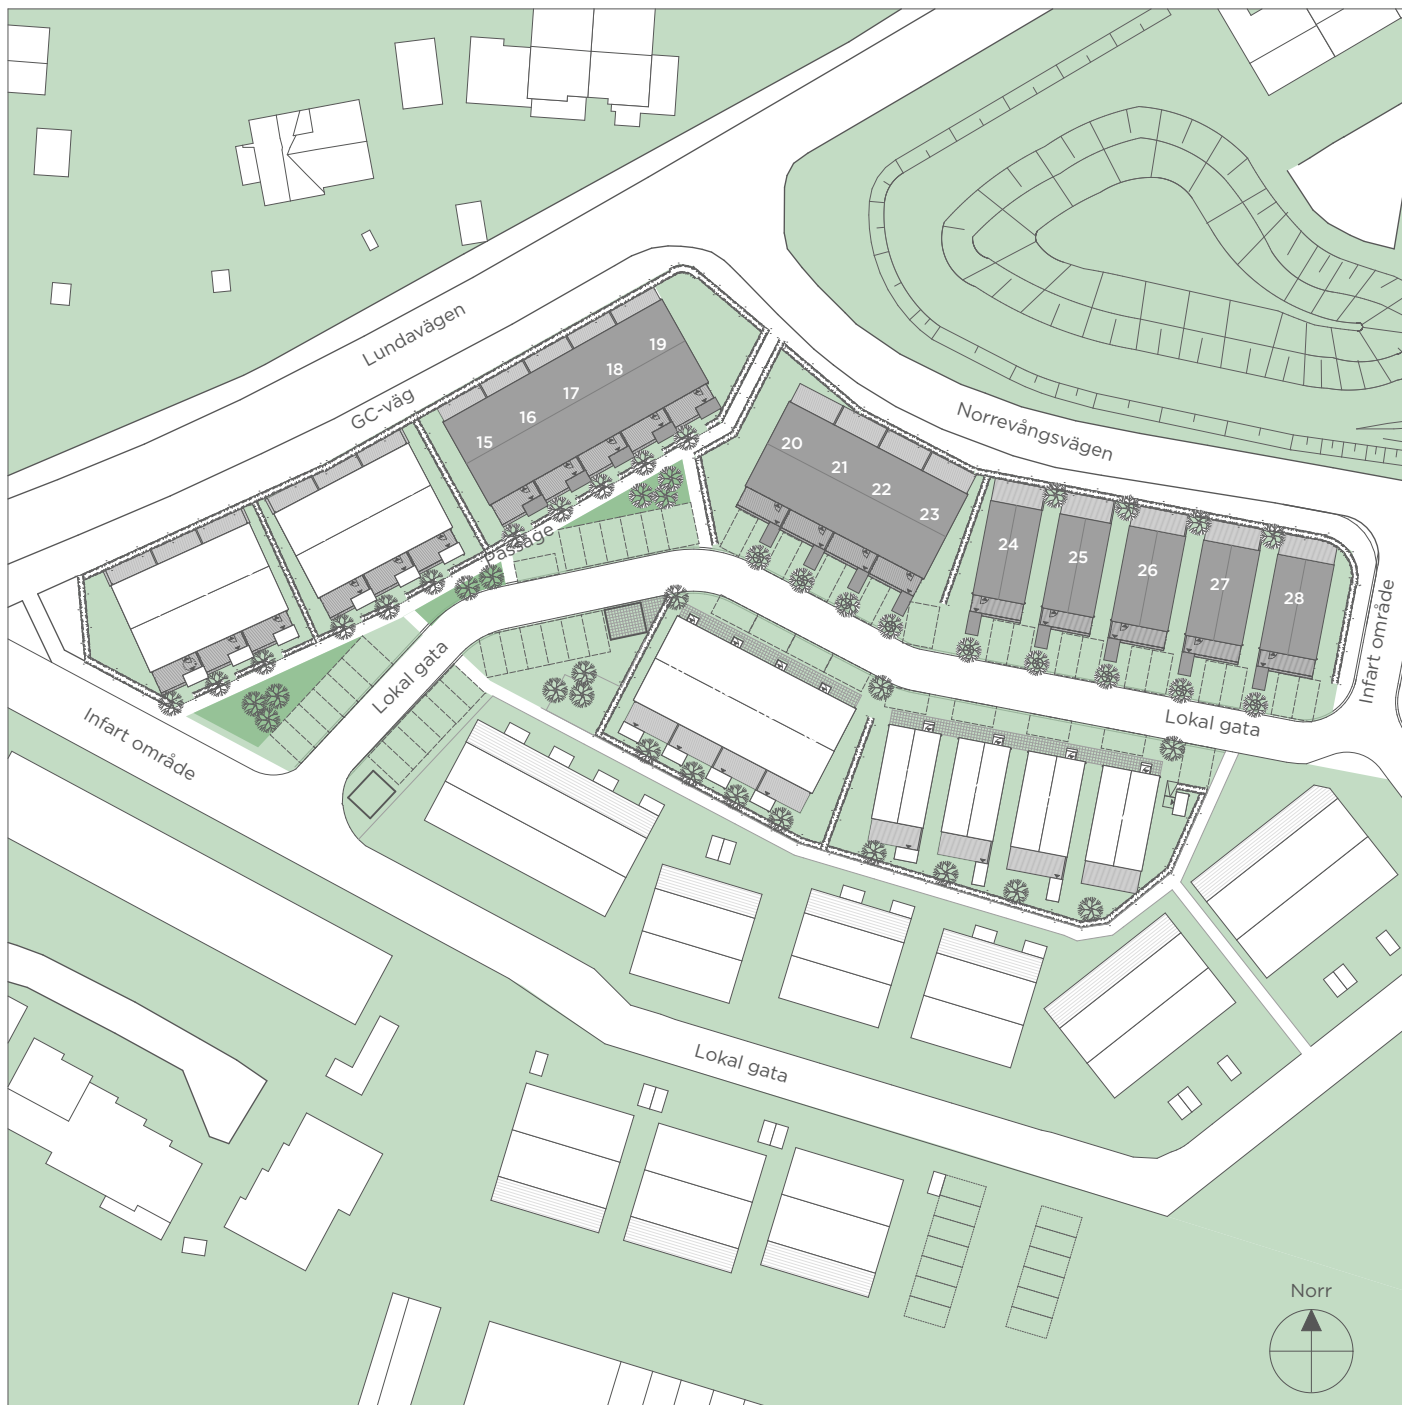 Lundavägen
GC-väg
Norrevångsvägen
19
18
17
16
15
20
21
22
23
24
25
26
27
28
Passage
Infart område
Lokal gata
Lokal gata
Infart område
Lokal gata
Norr